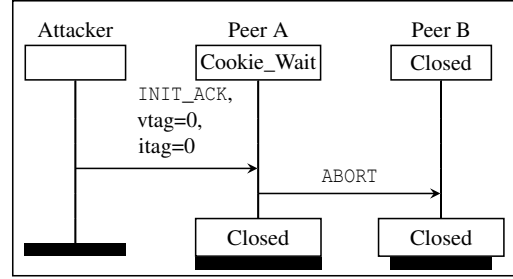 Attacker Peer A Peer B
Cookie_Wait Closed
INIT_ACK,
vtag=0,
itag=0
ABORT
Closed Closed